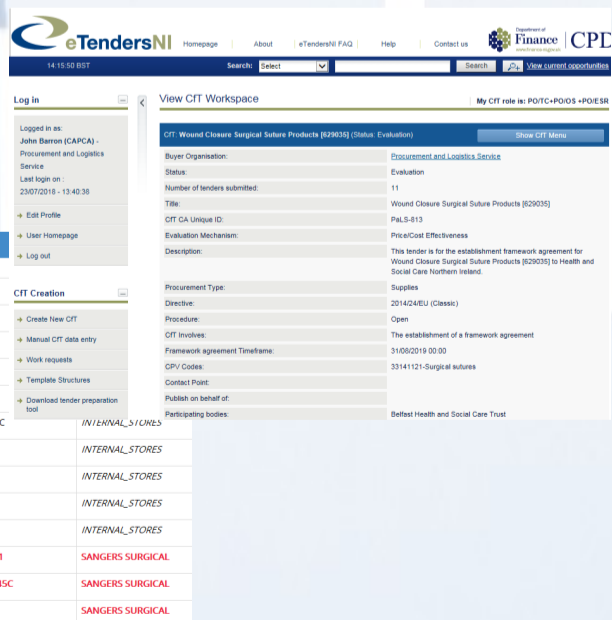 eTendersNI
Homepage
About
eTendersNI FAQ
Help
Contact us
Department of
Finance
www.finance-ni.gov.uk
CPD
14:15:50 BST
Search:
Select
Search
View current opportunities
Log in
View CfT Workspace
My CfT role is: PO/TC+PO/OS +PO/ESR
Logged in as:
John Barron (CAPCA) -
Procurement and Logistics
Service
Last login on :
23/07/2018 - 13:40:38
Edit Profile
User Homepage
Log out
CfT Creation
Create New CfT
Manual CfT data entry
Work requests
Template Structures
Download tender preparation
tool
CfT: Wound Closure Surgical Suture Products [629035] (Status: Evaluation)
Show CfT Menu
Buyer Organisation: Procurement and Logistics Service
Status: Evaluation
Number of tenders submitted: 11
Title: Wound Closure Surgical Suture Products [629035]
CfT CA Unique ID: PaLS-813
Evaluation Mechanism: Price/Cost Effectiveness
Description: This tender is for the establishment framework agreement for
Wound Closure Surgical Suture Products [629035] to Health and
Social Care Northern Ireland.
Procurement Type: Supplies
Directive: 2014/24/EU (Classic)
Procedure: Open
CfT Involves: The establishment of a framework agreement
Framework agreement Timeframe: 31/08/2019 00:00
CPV Codes: 33141121-Surgical sutures
Contact Point:
Publish on behalf of:
Participating bodies: Belfast Health and Social Care Trust
C INTERNAL_STORES
INTERNAL_STORES
INTERNAL_STORES
INTERNAL_STORES
INTERNAL_STORES
1 SANGERS SURGICAL
45C SANGERS SURGICAL
SANGERS SURGICAL